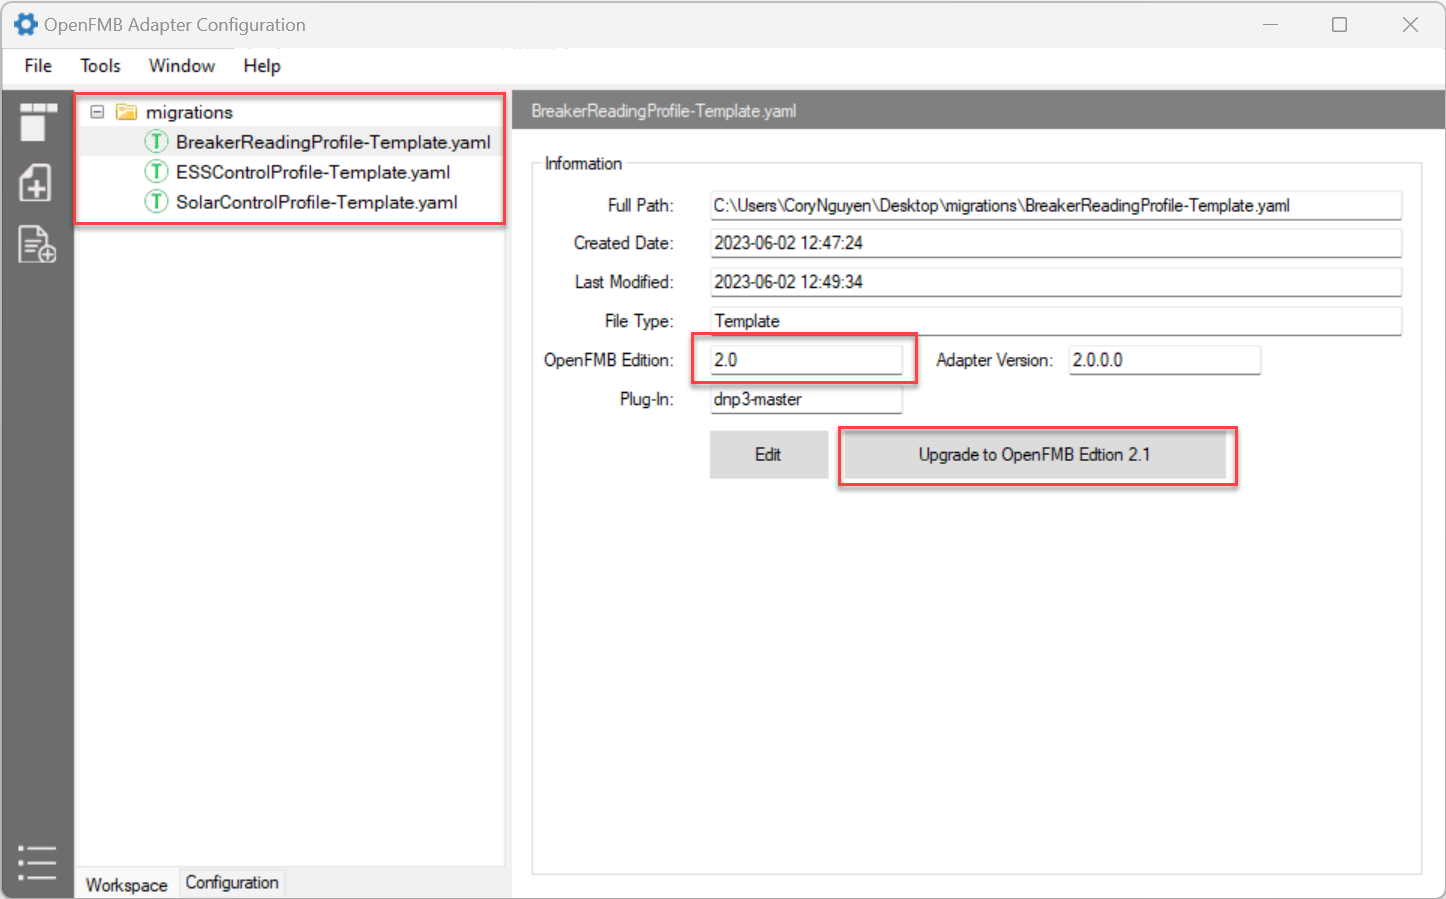 OpenFMB Adapter Configuration
File Tools Window Help
migrations
BreakerReadingProfile-Template.yaml
ESSControlProfile-Template.yaml
SolarControlProfile-Template.yaml
BreakerReadingProfile-Template.yaml
Information
Full Path: C:\Users\CoryNguyen\Desktop\migrations\BreakerReadingProfile-Template.yaml
Created Date: 2023-06-02 12:47:24
Last Modified: 2023-06-02 12:49:34
File Type: Template
OpenFMB Edition: 2.0 Adapter Version: 2.0.0.0
Plug-In: dnp3-master
Edit Upgrade to OpenFMB Edtion 2.1
Workspace Configuration